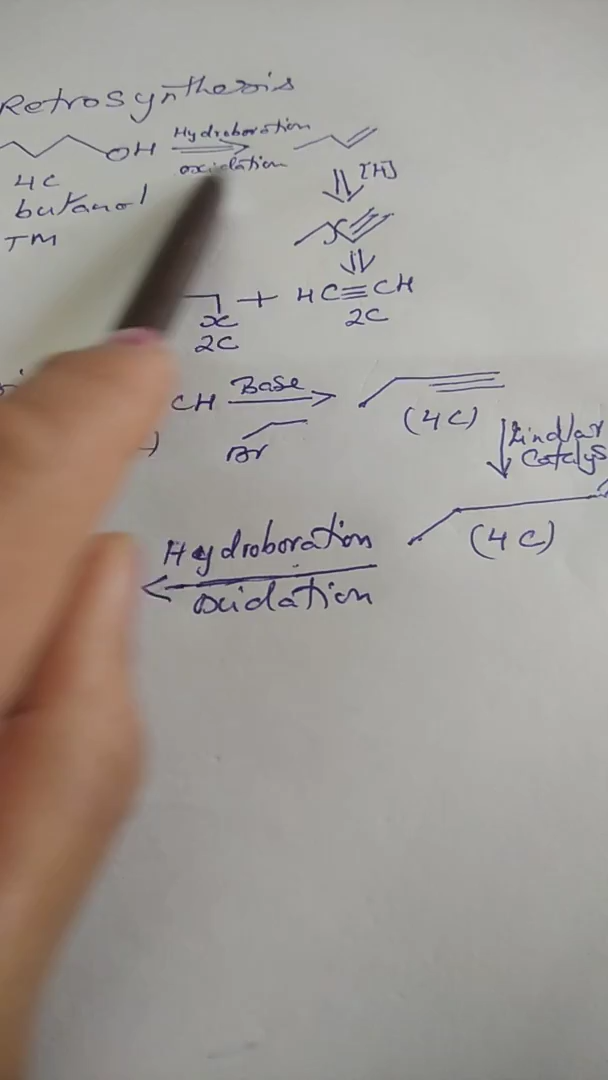 Retrosynthesis
OH Hydroboration
oxidation
[H]
4C
butanol
TM
+ HC≡CH
x 2C
2C
CH Base
Br
(4C)
Lindlar
Catalys
Hydroboration
oxidation
(4C)